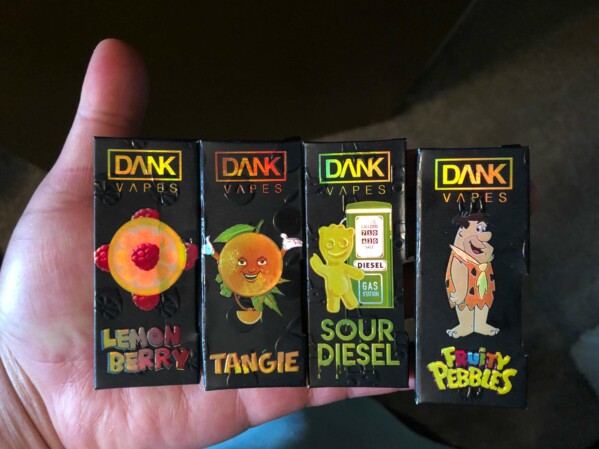 DANK
VAPES
LEMON
BERRY
DANK
VAPES
TANGIE
DANK
VAPES
DIESEL
GAS
STATION
SOUR
DIESEL
DANK
VAPES
FRUITY
PEBBLES